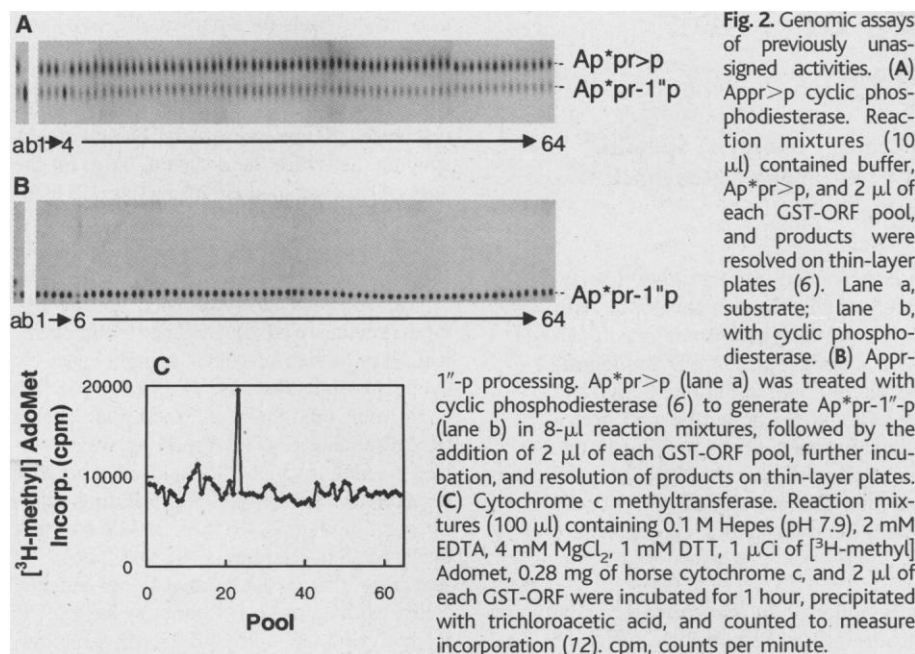 A
Ap*pr>p
Ap*pr-1"p
ab1 4 64
B
Ap*pr-1"p
ab 1 6 64
C
20000
10000
0
[³H-methyl] AdoMet
Incorp. (cpm)
0 20 40 60
Pool
Fig. 2. Genomic assays
of previously unas-
signed activities. (A)
Appr>p cyclic phos-
phodiesterase. Reac-
tion mixtures (10
μl) contained buffer,
Ap*pr>p, and 2 μl of
each GST-ORF pool,
and products were
resolved on thin-layer
plates (6). Lane a,
substrate; lane b,
with cyclic phospho-
diesterase. (B) Appr-
1"-p processing. Ap*pr>p (lane a) was treated with
cyclic phosphodiesterase (6) to generate Ap*pr-1"-p
(lane b) in 8-μl reaction mixtures, followed by the
addition of 2 μl of each GST-ORF pool, further incu-
bation, and resolution of products on thin-layer plates.
(C) Cytochrome c methyltransferase. Reaction mix-
tures (100 μl) containing 0.1 M Hepes (pH 7.9), 2 mM
EDTA, 4 mM MgCl₂, 1 mM DTT, 1 μCi of [³H-methyl]
Adomet, 0.28 mg of horse cytochrome c, and 2 μl of
each GST-ORF were incubated for 1 hour, precipitated
with trichloroacetic acid, and counted to measure
incorporation (12). cpm, counts per minute.